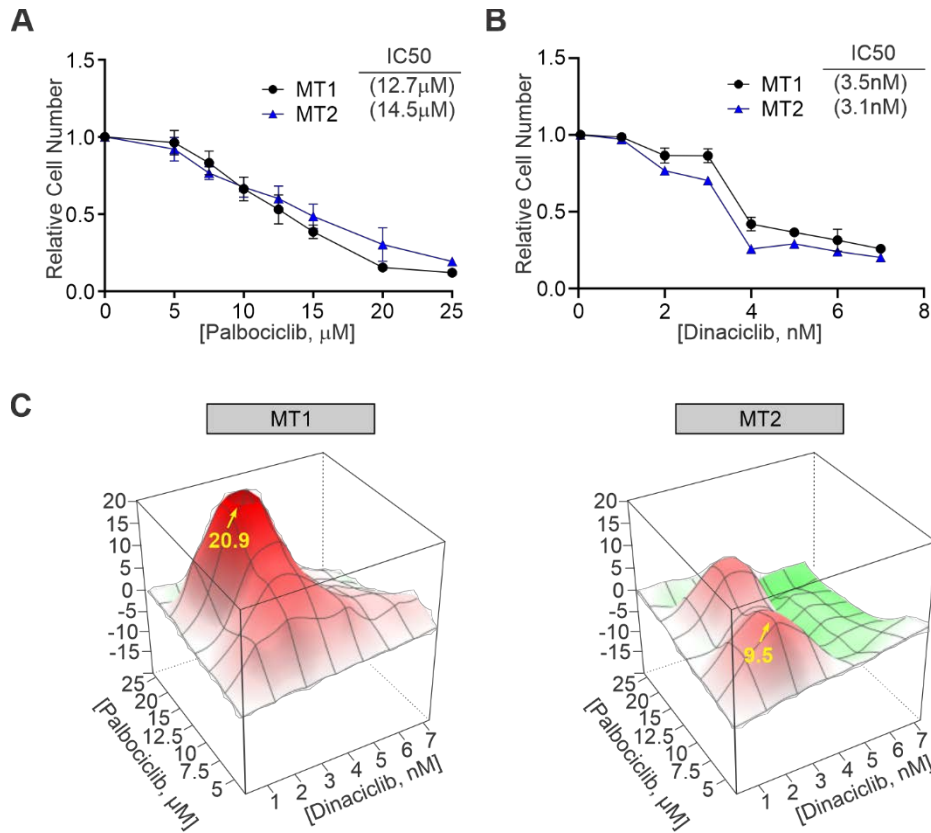 A
Relative Cell Number
1.5
1.0
0.5
0.0
0
5
10
15
20
25
[Palbociclib, μM]
MT1
MT2
IC50
(12.7μM)
(14.5μM)
B
Relative Cell Number
1.5
1.0
0.5
0.0
0
2
4
6
8
[Dinaciclib, nM]
MT1
MT2
IC50
(3.5nM)
(3.1nM)
C
MT1
20
15
10
5
0
-5
-10
-15
20.9
25
20
15
12.5
10
7.5
5
[Palbociclib, μM]
1
2
3
4
5
6
7
[Dinaciclib, nM]
MT2
20
15
10
5
0
-5
-10
-15
9.5
25
20
15
12.5
10
7.5
5
[Palbociclib, μM]
1
2
3
4
5
6
7
[Dinaciclib, nM]